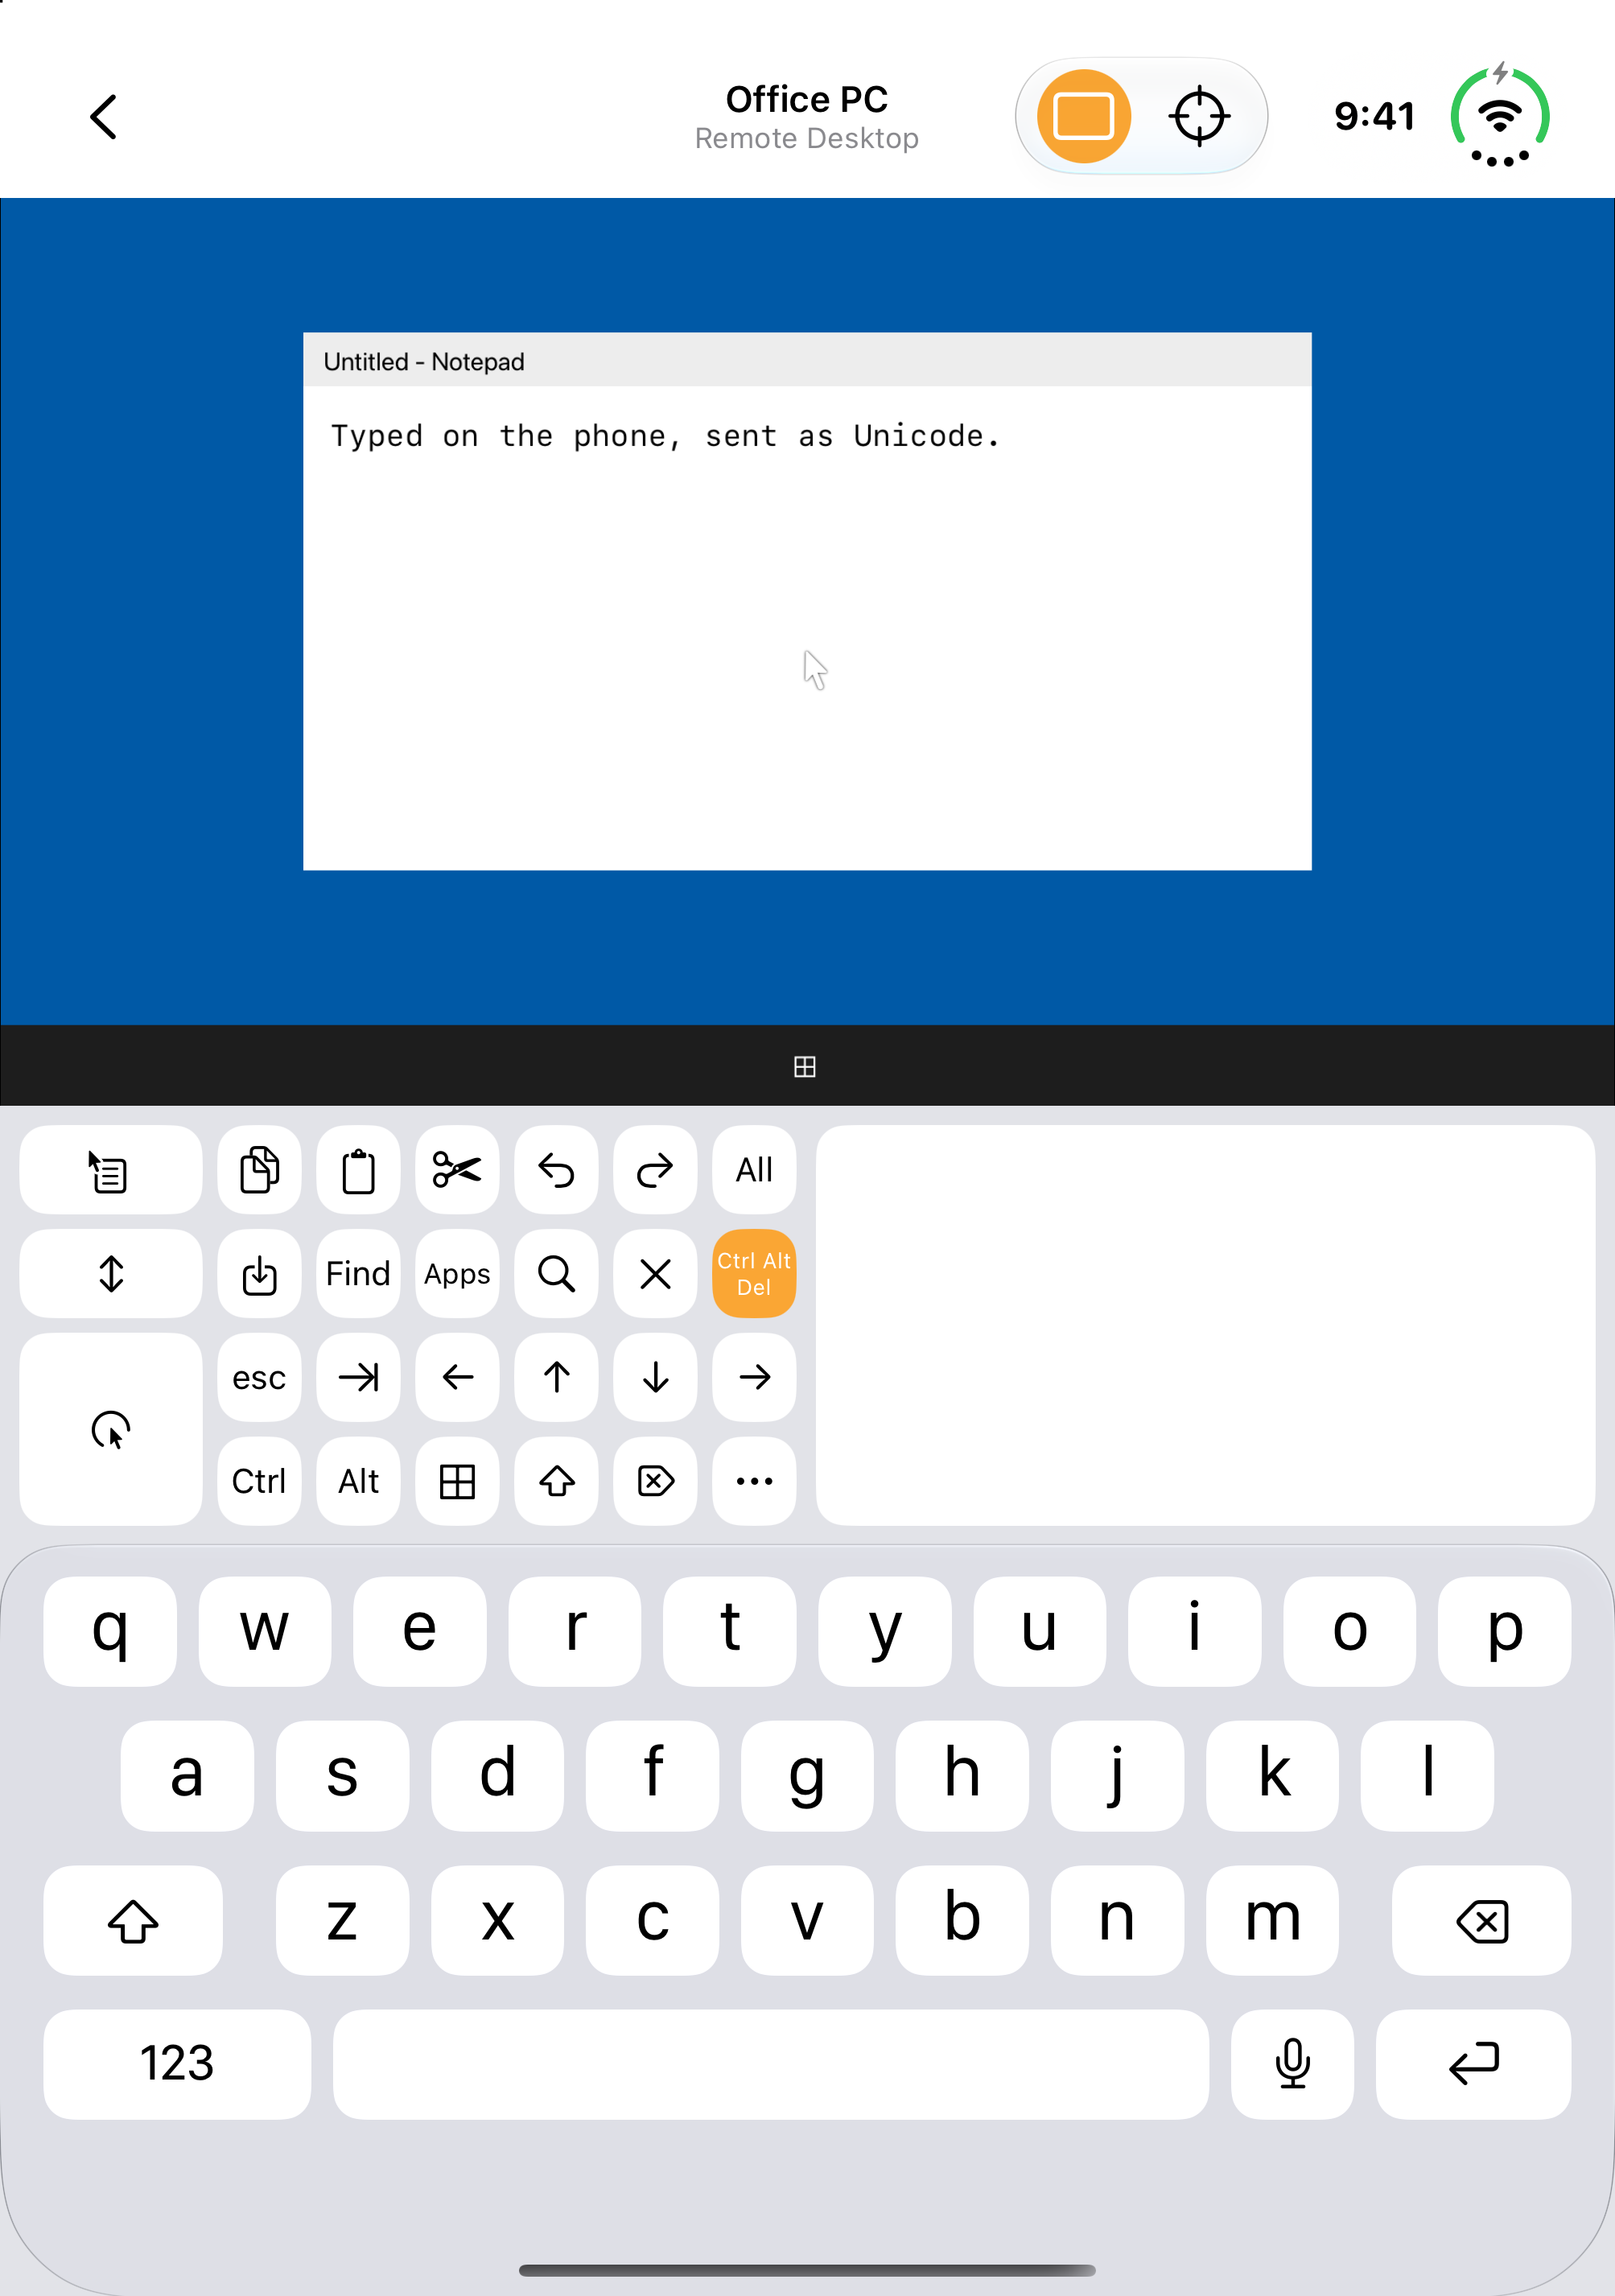 Office PC
Remote Desktop
9:41
Untitled - Notepad
Typed on the phone, sent as Unicode.
All
Find Apps Ctrl Alt Del
esc
Ctrl Alt
q w e r t y u i o p
a s d f g h j k l
z x c v b n m
123